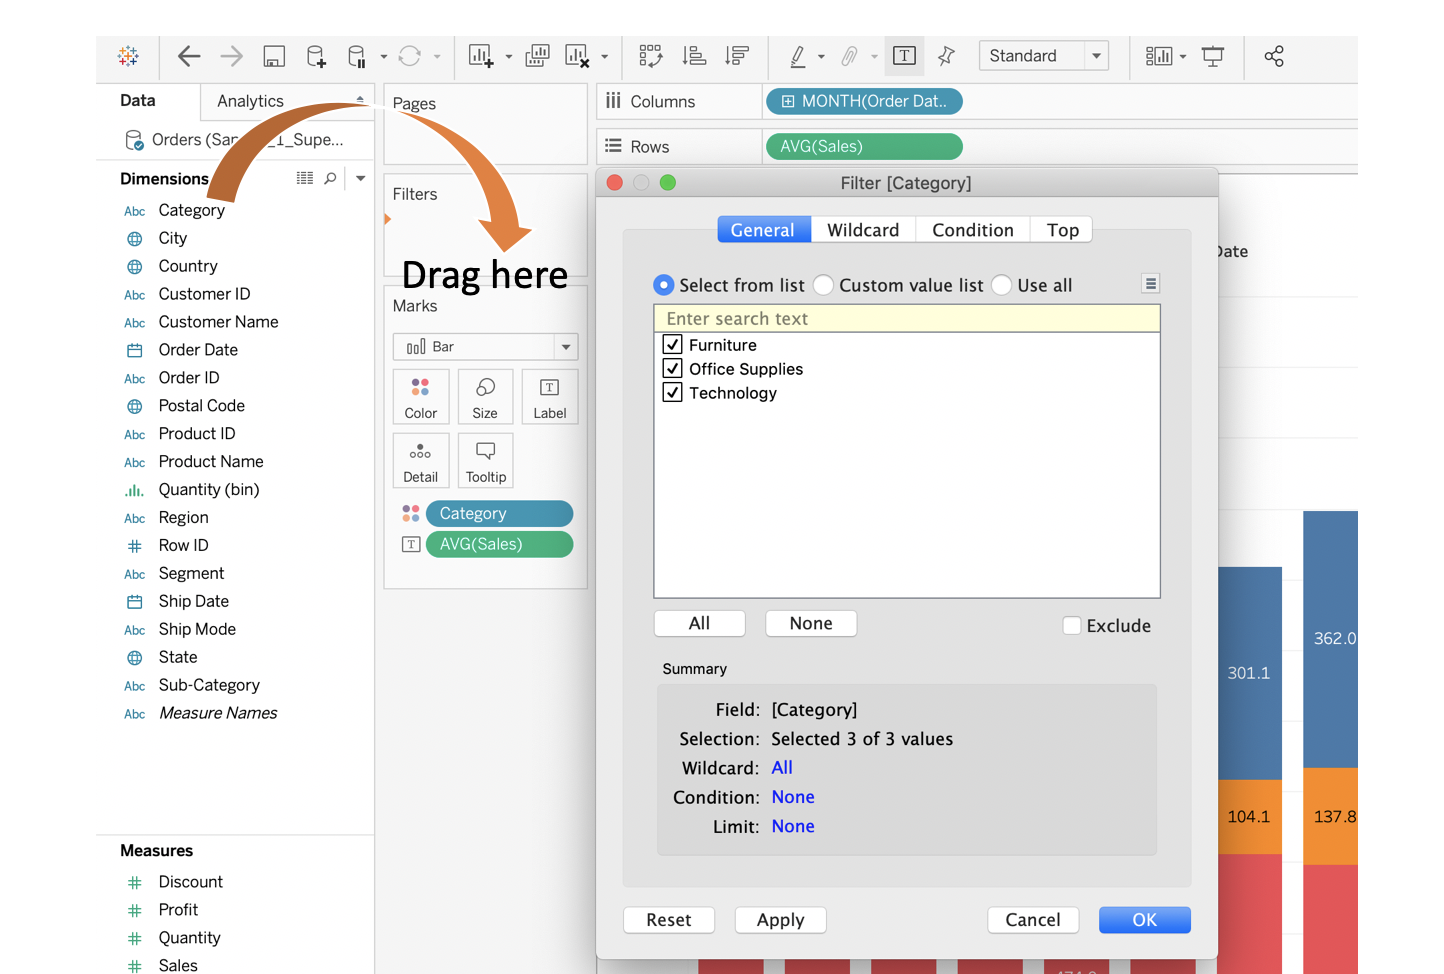 Standard
Data
Analytics
Pages
Columns
MONTH(Order Dat..
Orders (Sa
_1_Supe...
Rows
AVG(Sales)
Dimensions
Filters
Filter [Category]
Abc Category
City
Country
Abc Customer ID
Abc Customer Name
Order Date
Abc Order ID
Postal Code
Abc Product ID
Abc Product Name
Quantity (bin)
Abc Region
Row ID
Abc Segment
Ship Date
Abc Ship Mode
State
Abc Sub-Category
Abc Measure Names
Measures
Discount
Profit
Quantity
Sales
Drag here
Marks
Bar
Color
Size
T
Label
Detail
Tooltip
Category
T AVG(Sales)
General
Wildcard
Condition
Top
Select from list
Custom value list
Use all
Enter search text
Furniture
Office Supplies
Technology
All
None
Exclude
Summary
Field: [Category]
Selection: Selected 3 of 3 values
Wildcard: All
Condition: None
Limit: None
Reset
Apply
Cancel
OK
Date
301.1
362.0
104.1
137.8